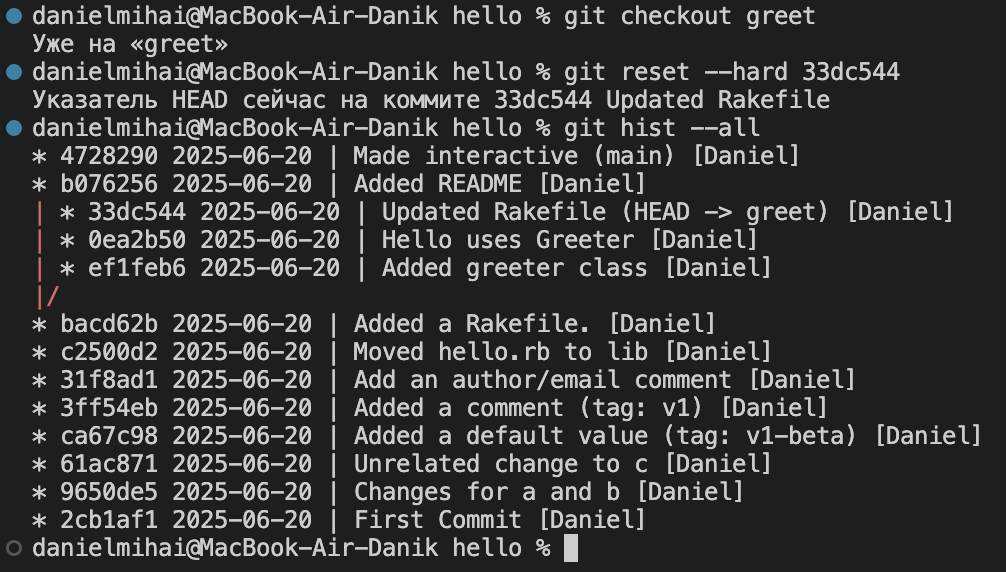 danielmihai@MacBook-Air-Danik hello % git checkout greet
Уже на «greet»
danielmihai@MacBook-Air-Danik hello % git reset --hard 33dc544
Указатель HEAD сейчас на коммите 33dc544 Updated Rakefile
danielmihai@MacBook-Air-Danik hello % git hist --all
* 4728290 2025-06-20 | Made interactive (main) [Daniel]
* b076256 2025-06-20 | Added README [Daniel]
| * 33dc544 2025-06-20 | Updated Rakefile (HEAD -> greet) [Daniel]
| * 0ea2b50 2025-06-20 | Hello uses Greeter [Daniel]
| * ef1feb6 2025-06-20 | Added greeter class [Daniel]
|/
* bacd62b 2025-06-20 | Added a Rakefile. [Daniel]
* c2500d2 2025-06-20 | Moved hello.rb to lib [Daniel]
* 31f8ad1 2025-06-20 | Add an author/email comment [Daniel]
* 3ff54eb 2025-06-20 | Added a comment (tag: v1) [Daniel]
* ca67c98 2025-06-20 | Added a default value (tag: v1-beta) [Daniel]
* 61ac871 2025-06-20 | Unrelated change to c [Daniel]
* 9650de5 2025-06-20 | Changes for a and b [Daniel]
* 2cb1af1 2025-06-20 | First Commit [Daniel]
danielmihai@MacBook-Air-Danik hello %